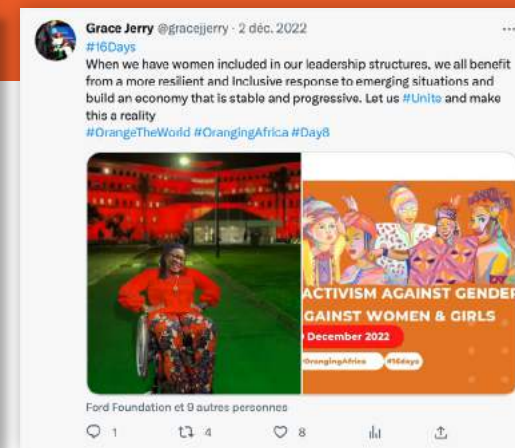 Grace Jerry @gracejjerry · 2 déc. 2022
#16Days
When we have women included in our leadership structures, we all benefit
from a more resilient and Inclusive response to emerging situations and
build an economy that is stable and progressive. Let us #Unite and make
this a reality
#OrangeTheWorld #OrangingAfrica #Day8
ACTIVISM AGAINST GENDER
GAINST WOMEN & GIRLS
December 2022
OrangingAfrica #16days
Ford Foundation et 9 autres personnes
1 4 8